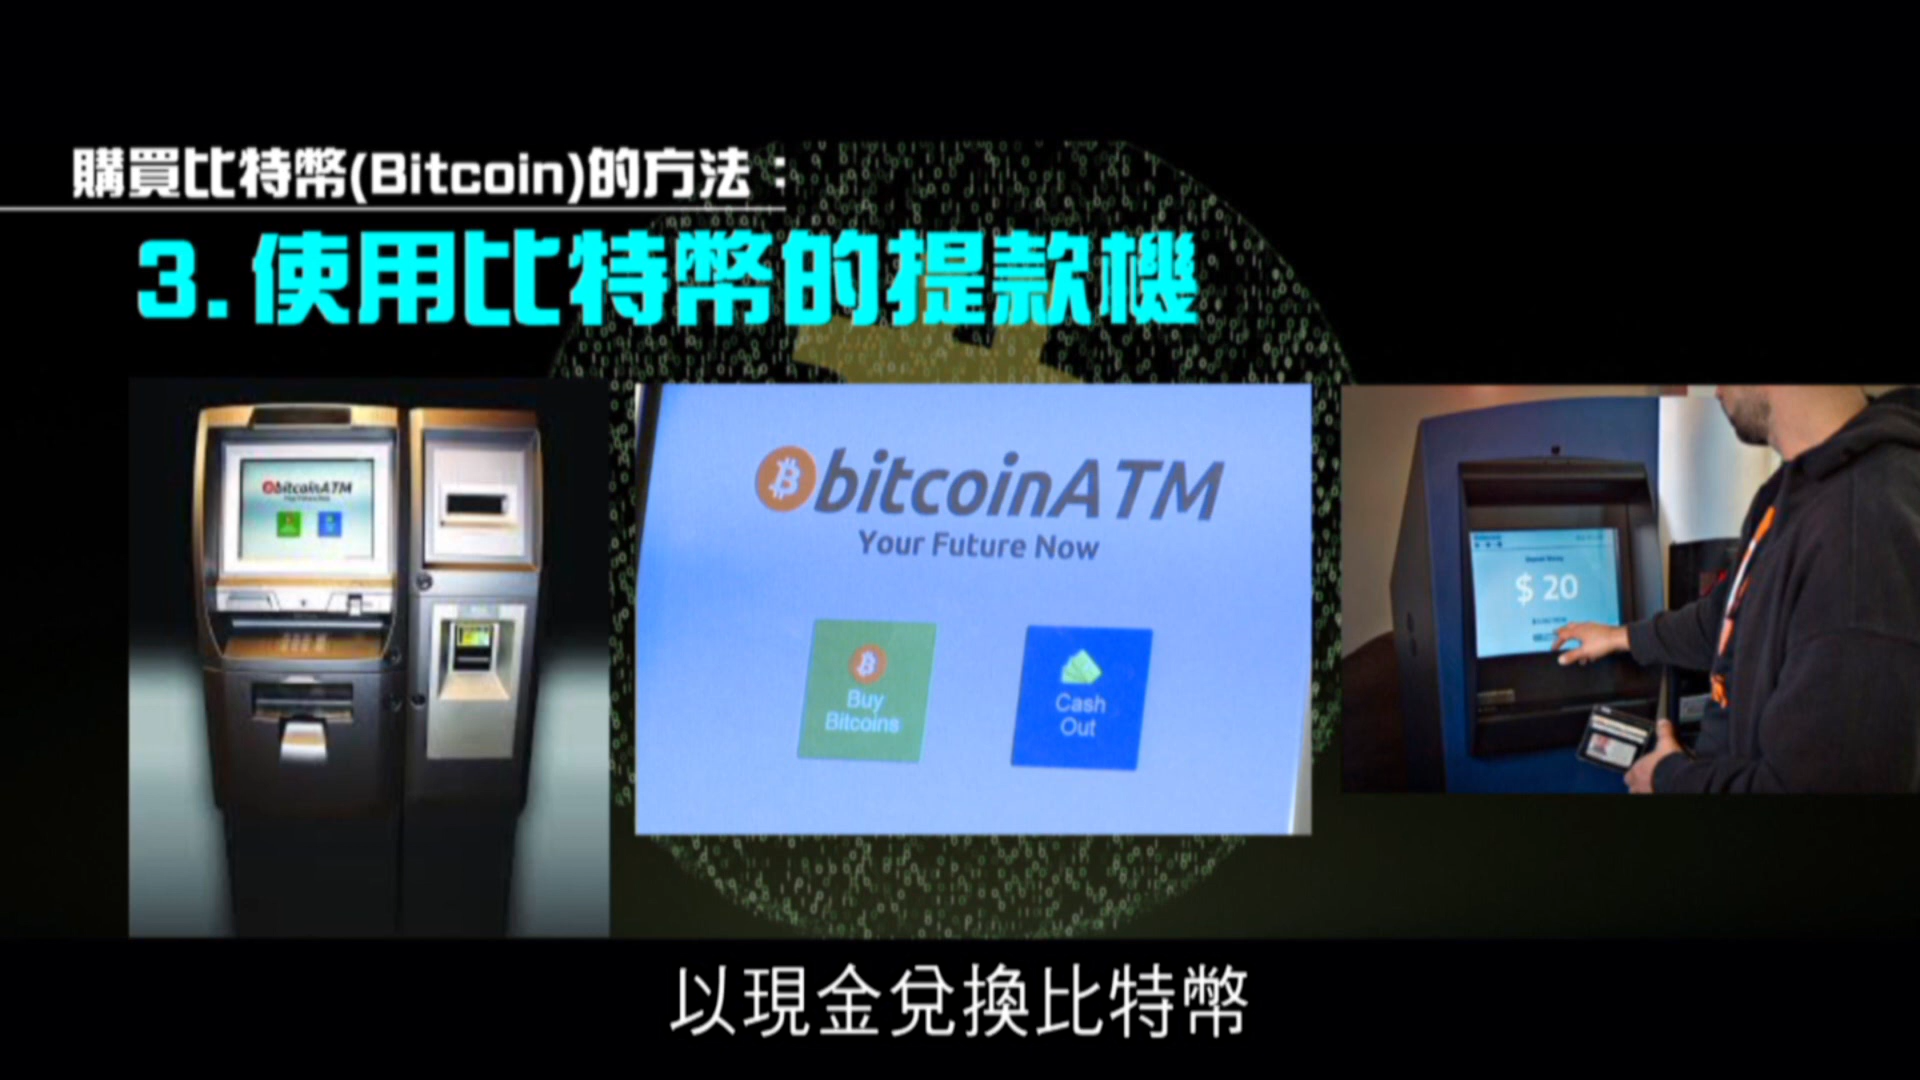 購買比特幣(Bitcoin)的方法：
3.使用比特幣的提款機
bitcoinATM
bitcoinATM
Your Future Now
Buy
Bitcoins
Cash
Out
$ 20
以現金兌換比特幣